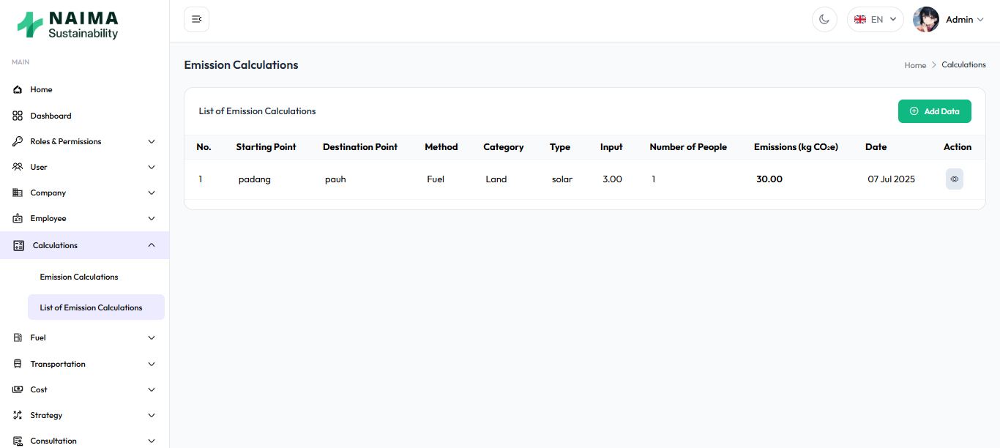 NAIMA
Sustainability
EN
Admin
MAIN
Home
Dashboard
Roles & Permissions
User
Company
Employee
Calculations
Emission Calculations
List of Emission Calculations
Fuel
Transportation
Cost
Strategy
Consultation
Emission Calculations
Home > Calculations
List of Emission Calculations
Add Data
No. Starting Point Destination Point Method Category Type Input Number of People Emissions (kg CO₂e) Date Action
1 padang pauh Fuel Land solar 3.00 1 30.00 07 Jul 2025